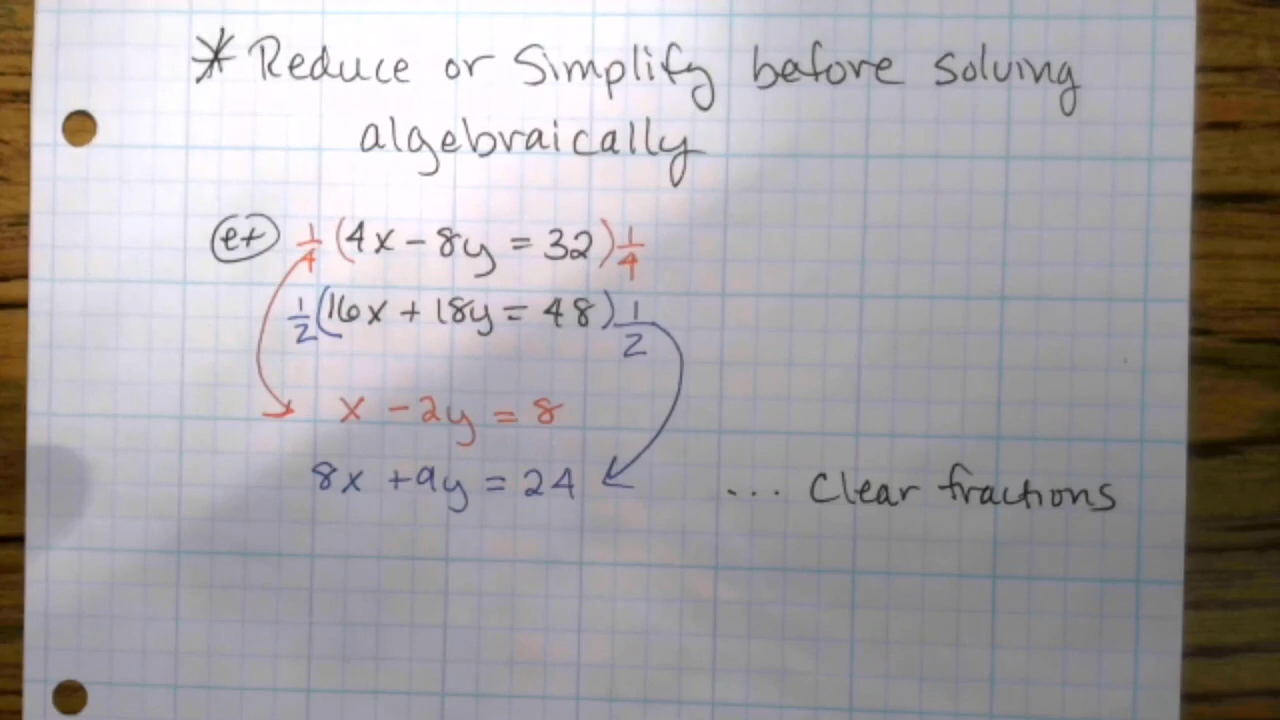 * Reduce or Simplify before solving
algebraically
ex 1/4 (4x - 8y = 32) 1/4
1/2 (16x + 18y = 48) 1/2
x - 2y = 8
8x + 9y = 24
... Clear fractions